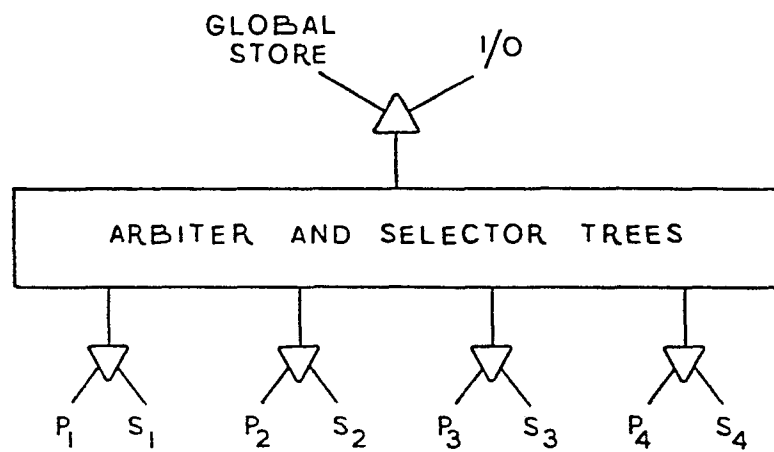 GLOBAL
STORE
I/O
ARBITER AND SELECTOR TREES
P1 S1 P2 S2 P3 S3 P4 S4